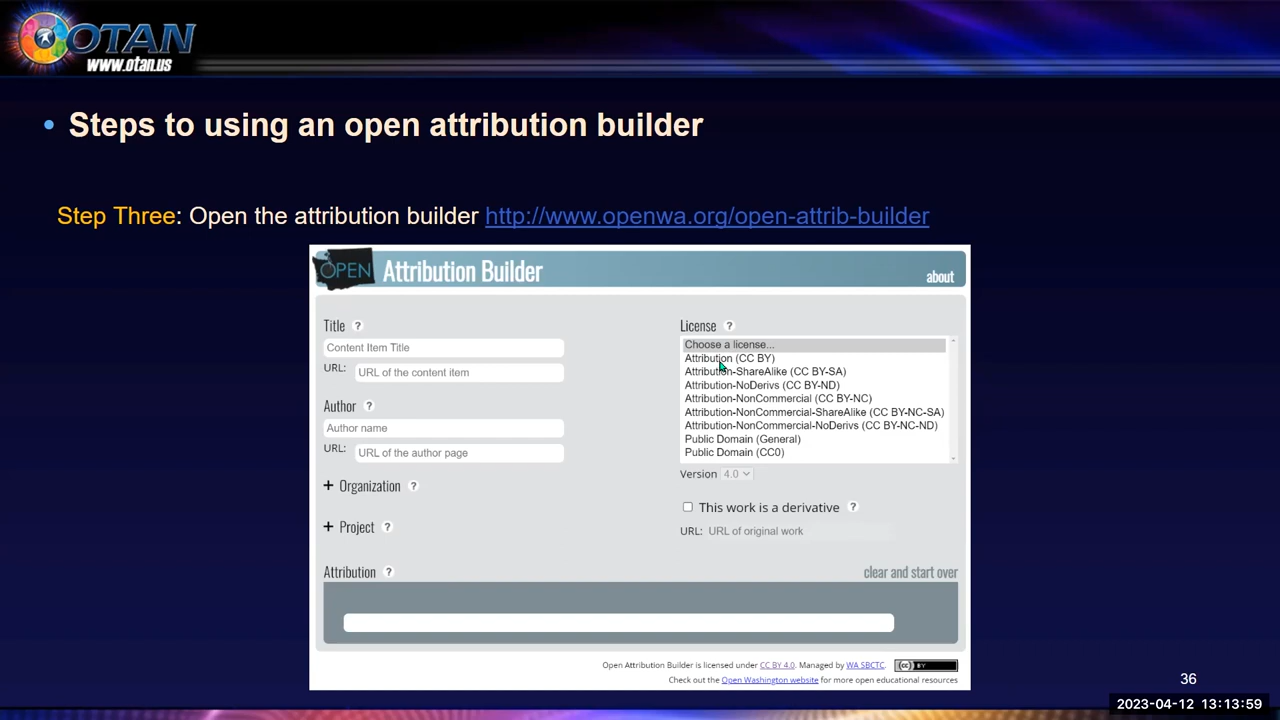 OTAN
www.otan.us
• Steps to using an open attribution builder
Step Three: Open the attribution builder http://www.openwa.org/open-attrib-builder
OPEN Attribution Builder
about
Title ?
Content Item Title
URL: URL of the content item
Author ?
Author name
URL: URL of the author page
+ Organization ?
+ Project ?
License ?
Choose a license...
Attribution (CC BY)
Attribution-ShareAlike (CC BY-SA)
Attribution-NoDerivs (CC BY-ND)
Attribution-NonCommercial (CC BY-NC)
Attribution-NonCommercial-ShareAlike (CC BY-NC-SA)
Attribution-NonCommercial-NoDerivs (CC BY-NC-ND)
Public Domain (General)
Public Domain (CC0)
Version 4.0
This work is a derivative ?
URL: URL of original work
Attribution ?
clear and start over
Open Attribution Builder is licensed under CC BY 4.0. Managed by WA SBCTC.
cc BY
Check out the Open Washington website for more open educational resources
36
2023-04-12 13:13:59